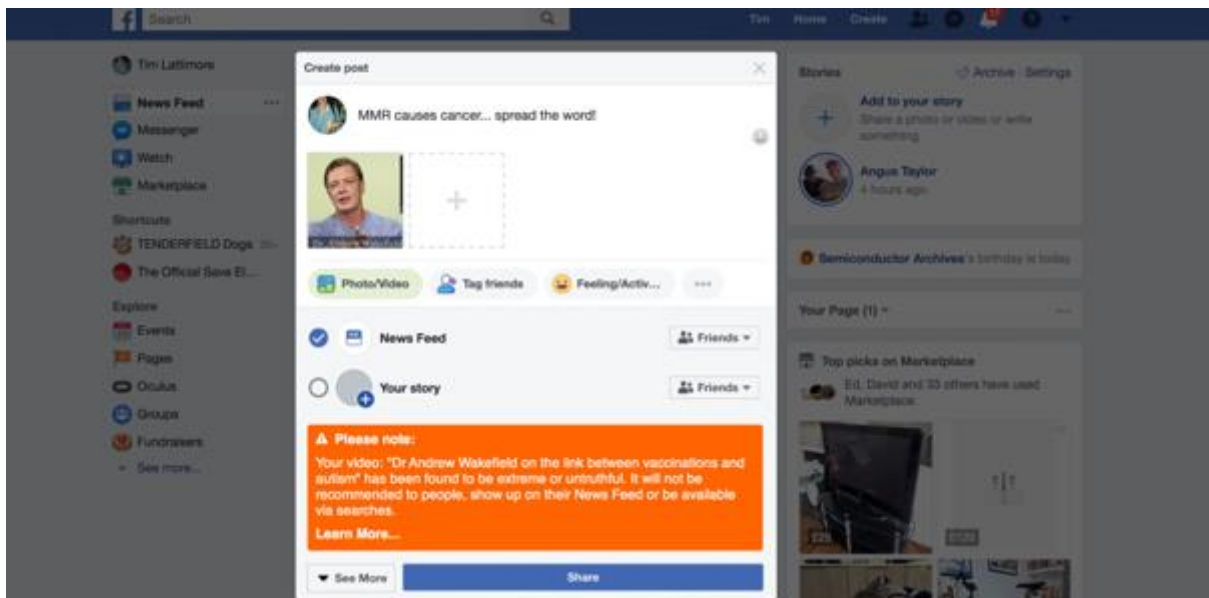 Search
Tim Home Create
Tim Lattimore
News Feed
Messenger
Watch
Marketplace
Shortcuts
TENDERFIELD Dogs
The Official Save El...
Explore
Events
Pages
Oculus
Groups
Fundraisers
See more...
Create post
MMR causes cancer... spread the word!
Dr Andrew Wakefi
Photo/Video
Tag friends
Feeling/Activ...
News Feed
Friends
Your story
Friends
Please note:
Your video: "Dr Andrew Wakefield on the link between vaccinations and
autism" has been found to be extreme or untruthful. It will not be
recommended to people, show up on their News Feed or be available
via searches.
Learn More...
See More
Share
Stories
Archive · Settings
Add to your story
Share a photo or video or write
something
Angus Taylor
4 hours ago
Semiconductor Archives's birthday is today
Your Page (1)
Top picks on Marketplace
Ed, David and 33 others have used
Marketplace.